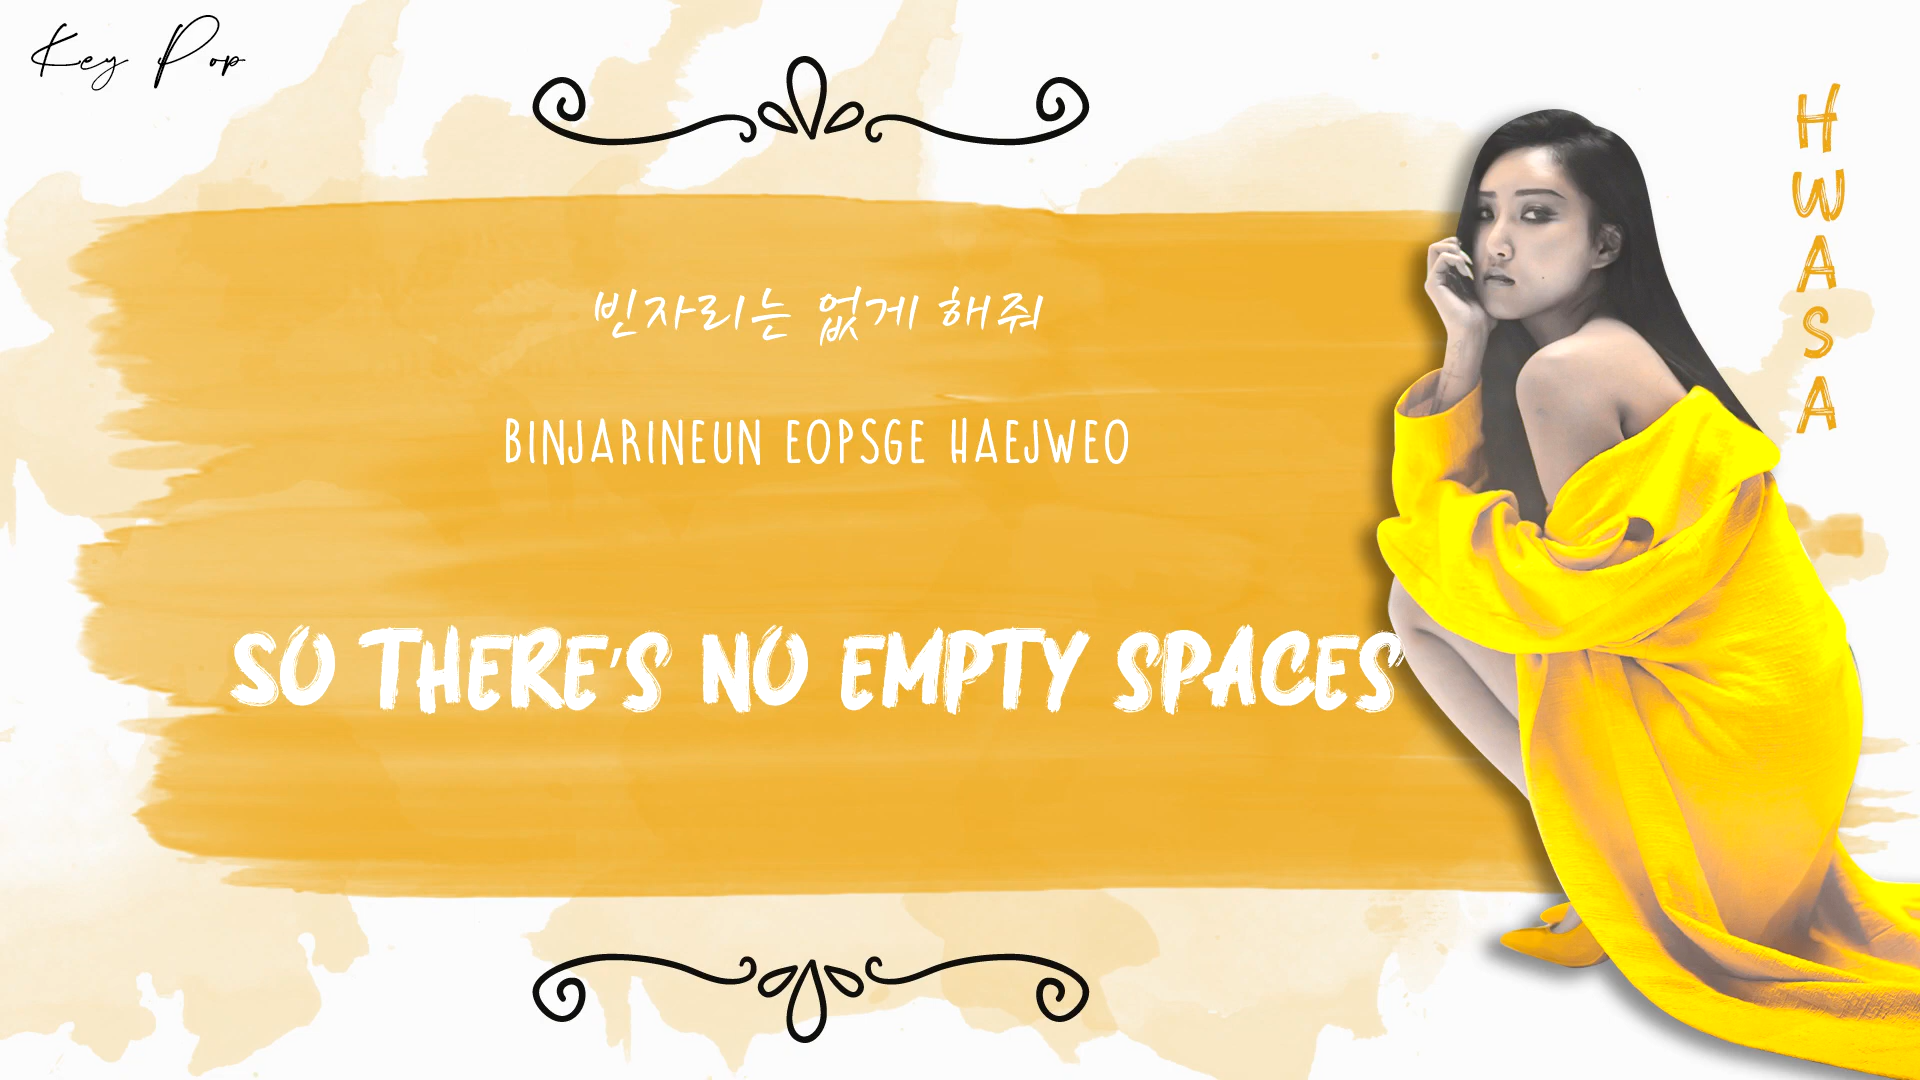 Key Pop
빈자리는 없게 해줘
BINJARINEUN EOPSGE HAEJWEO
SO THERE'S NO EMPTY SPACES
HWASA